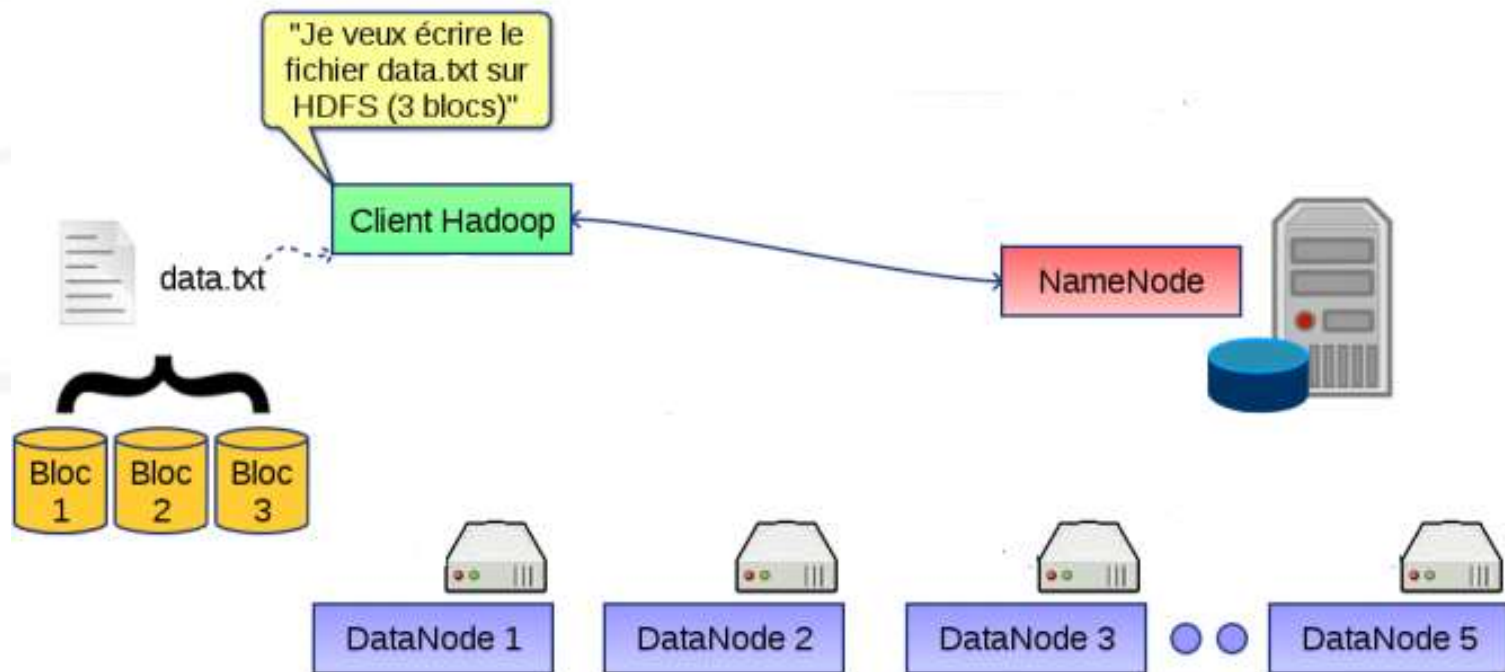 "Je veux écrire le
fichier data.txt sur
HDFS (3 blocs)"
Client Hadoop
data.txt
NameNode
Bloc
1
Bloc
2
Bloc
3
DataNode 1
DataNode 2
DataNode 3
DataNode 5